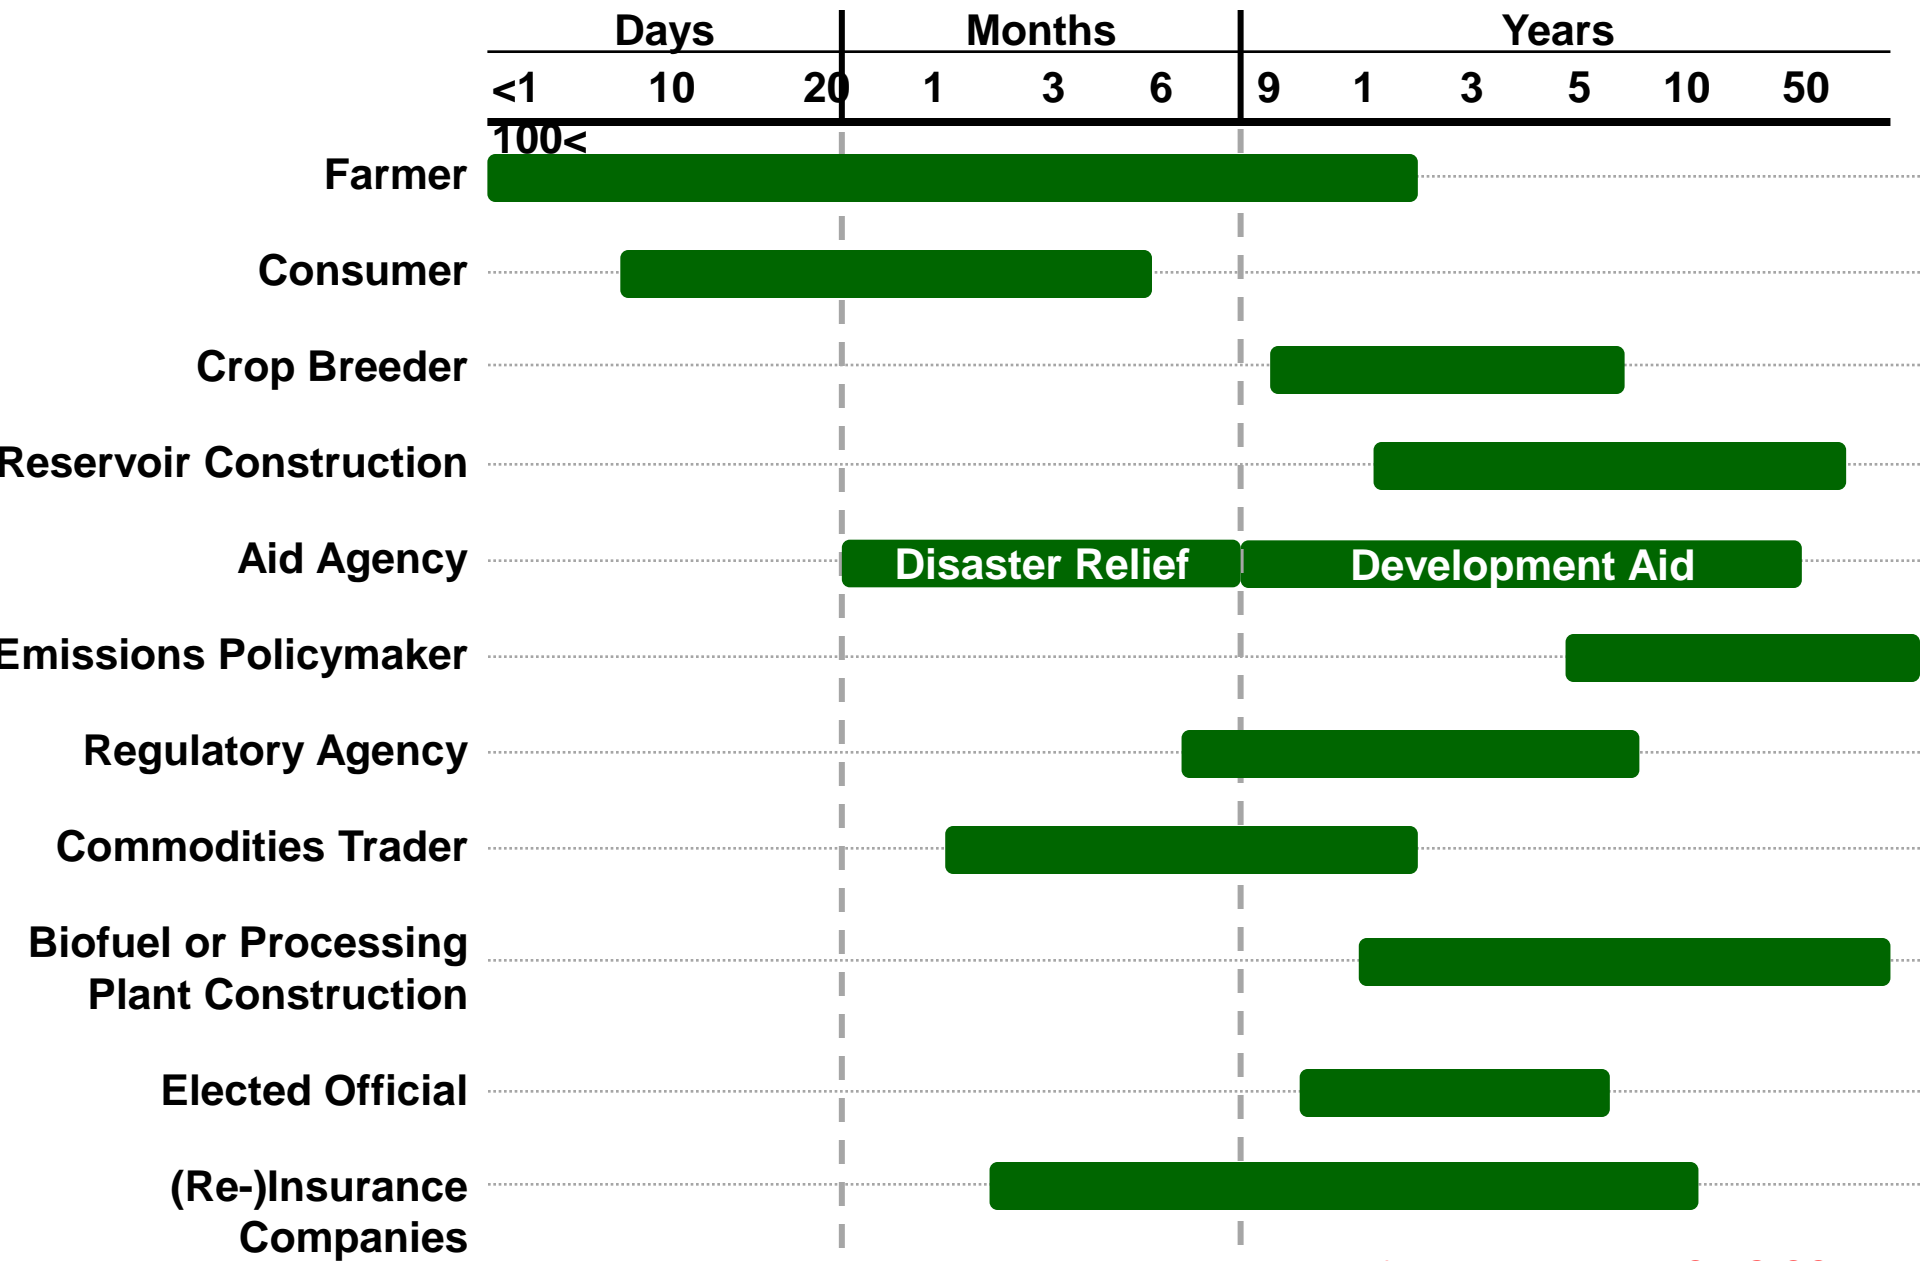 Days Months Years
<1 10 20 1 3 6 9 1 3 5 10 50
100<
Farmer
Consumer
Crop Breeder
Reservoir Construction
Aid Agency Disaster Relief Development Aid
Emissions Policymaker
Regulatory Agency
Commodities Trader
Biofuel or Processing
Plant Construction
Elected Official
(Re-)Insurance
Companies